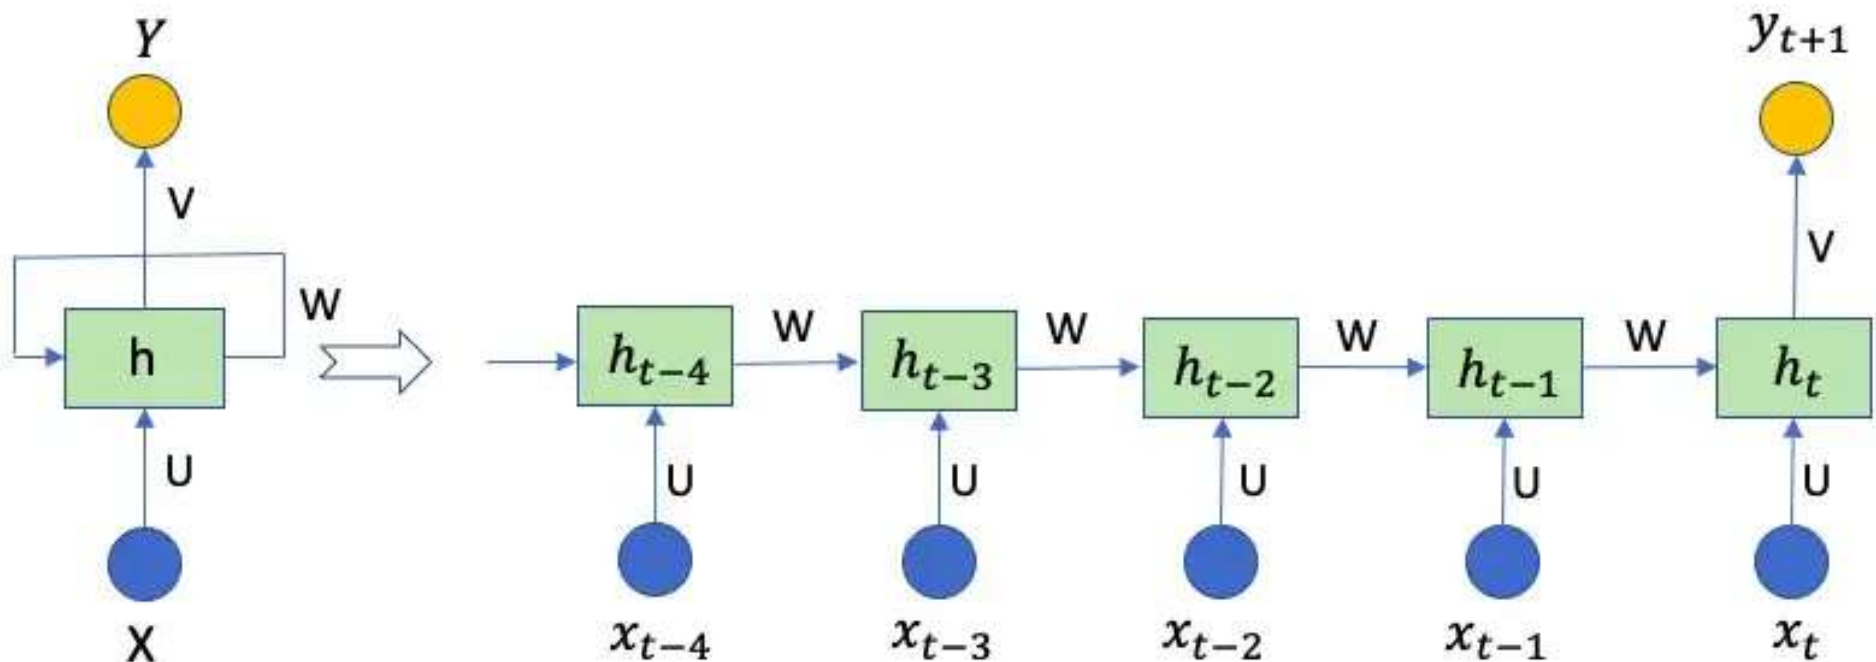 Y
V
W
h
U
X
y_{t+1}
V
W W W W
h_{t-4} h_{t-3} h_{t-2} h_{t-1} h_t
U U U U U
x_{t-4} x_{t-3} x_{t-2} x_{t-1} x_t